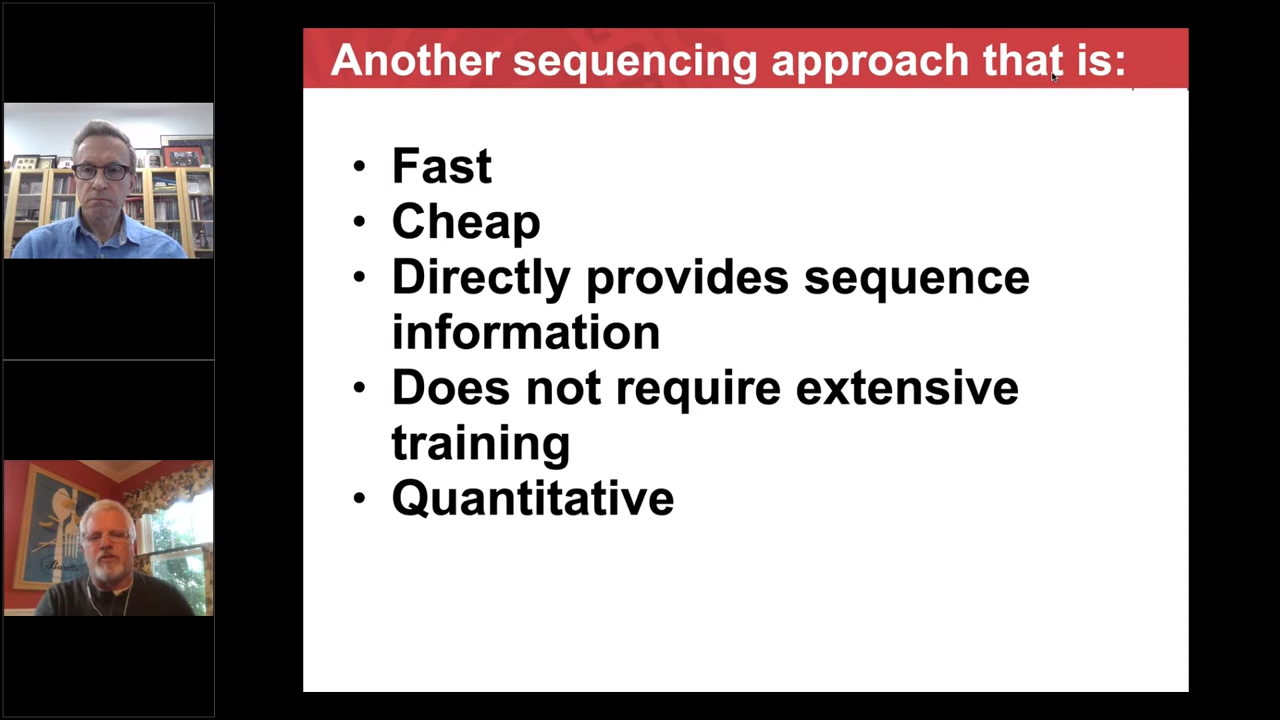 Another sequencing approach that is:
• Fast
• Cheap
• Directly provides sequence
information
• Does not require extensive
training
• Quantitative